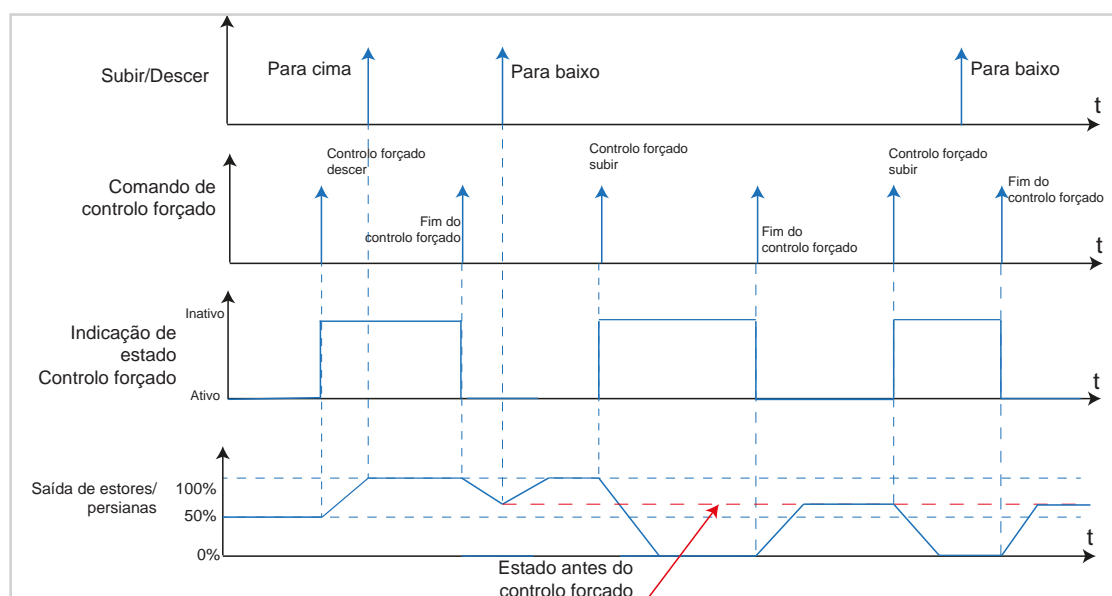 Subir/Descer
Para cima
Para baixo
Para baixo
t
Comando de
controlo forçado
Controlo forçado
descer
Fim do
controlo forçado
Controlo forçado
subir
Fim do
controlo forçado
Controlo forçado
subir
Fim do
controlo forçado
t
Indicação de
estado
Controlo forçado
Inativo
Ativo
t
Saída de estores/
persianas
100%
50%
0%
t
Estado antes do
controlo forçado